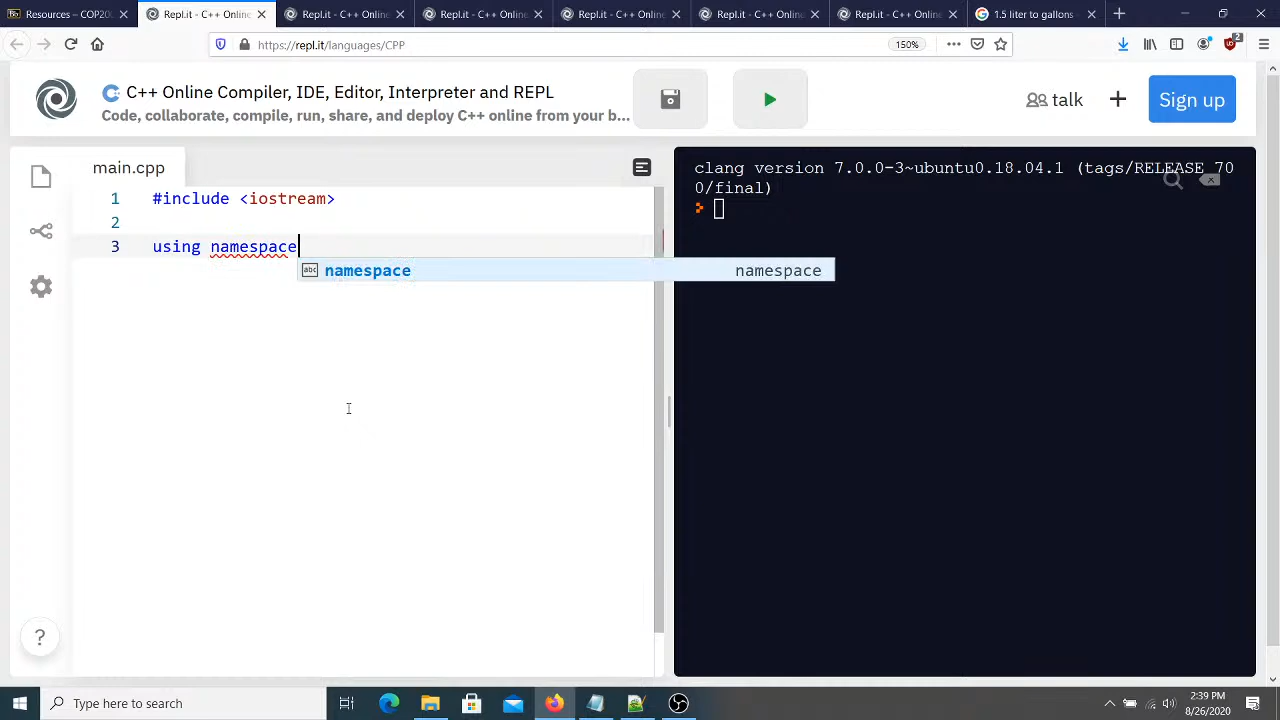 Resources – COP20
Repl.it - C++ Online
Repl.it - C++ Online
Repl.it - C++ Online
Repl.it - C++ Online
Repl.it - C++ Online
Repl.it - C++ Online
1.5 liter to gallons
https://repl.it/languages/CPP
150%
2
C++ Online Compiler, IDE, Editor, Interpreter and REPL
Code, collaborate, compile, run, share, and deploy C++ online from your b...
talk
Sign up
main.cpp
1 #include <iostream>
2
3 using namespace
abc namespace namespace
clang version 7.0.0-3~ubuntu0.18.04.1 (tags/RELEASE_70
0/final)
?
Type here to search
2:39 PM
8/26/2020